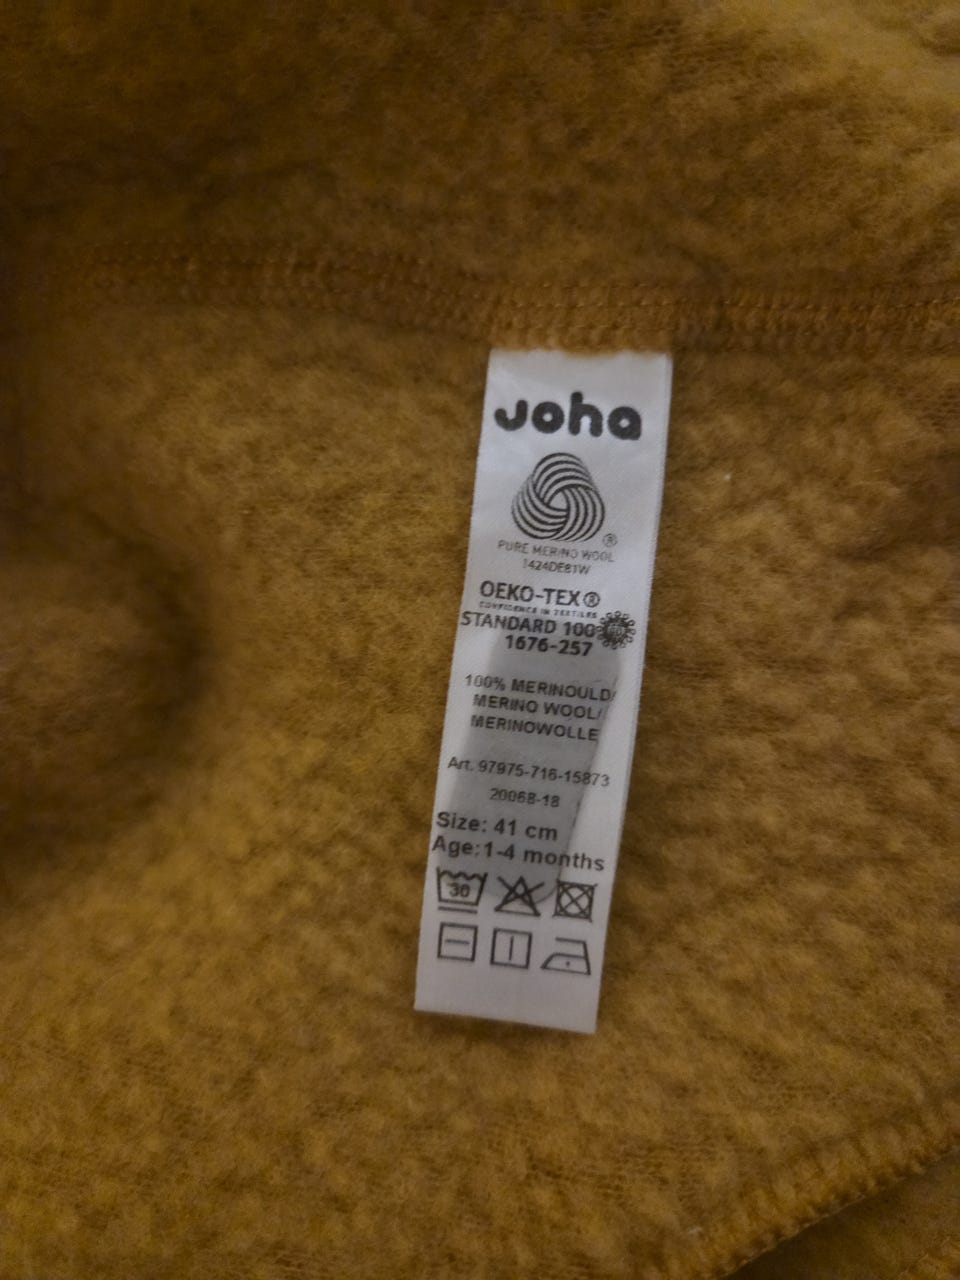 Joha
PURE MERINO WOOL
1424DE81W
OEKO-TEX®
CONFIDENCE IN TEXTILES
STANDARD 100
1676-257
100% MERINOULD/
MERINO WOOL/
MERINOWOLLE
Art. 97975-716-15873
20068-18
Size: 41 cm
Age:1-4 months
30